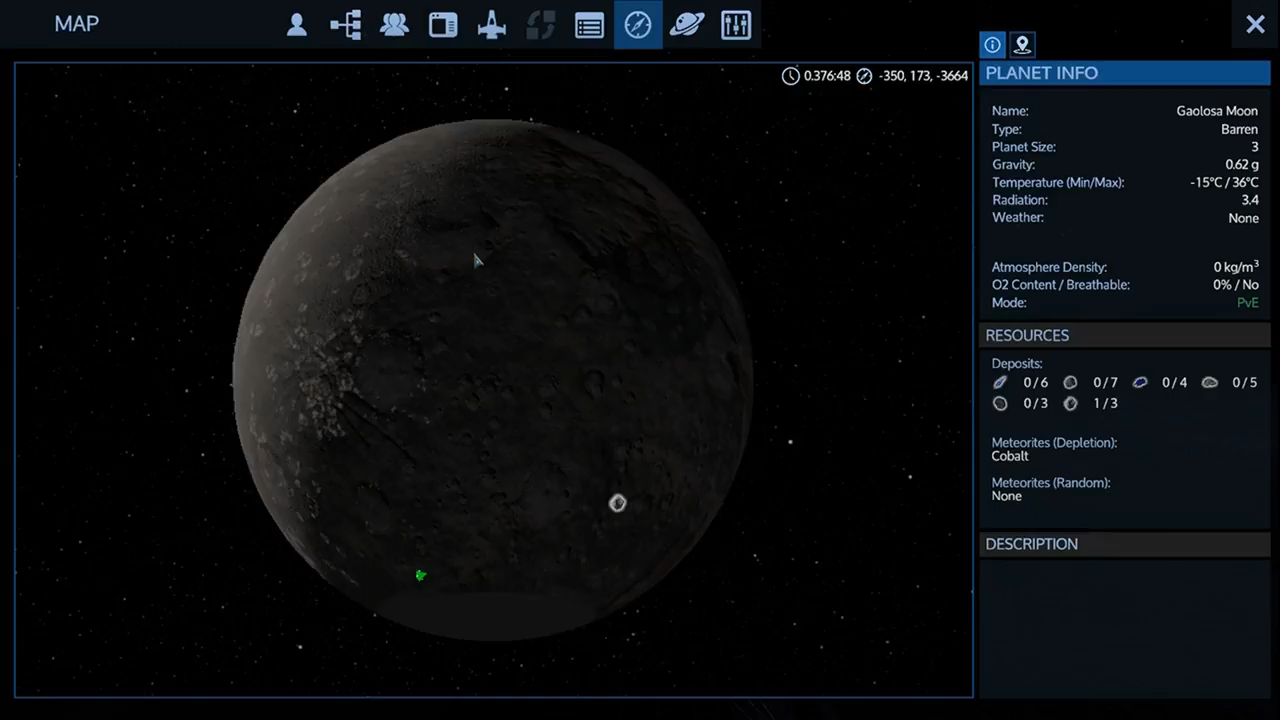 MAP
0.376:48 -350, 173, -3664
PLANET INFO
Name: Gaolosa Moon
Type: Barren
Planet Size: 3
Gravity: 0.62 g
Temperature (Min/Max): -15°C / 36°C
Radiation: 3.4
Weather: None
Atmosphere Density: 0 kg/m³
O2 Content / Breathable: 0% / No
Mode: PvE
RESOURCES
Deposits:
0/6 0/7 0/4 0/5
0/3 1/3
Meteorites (Depletion):
Cobalt
Meteorites (Random):
None
DESCRIPTION